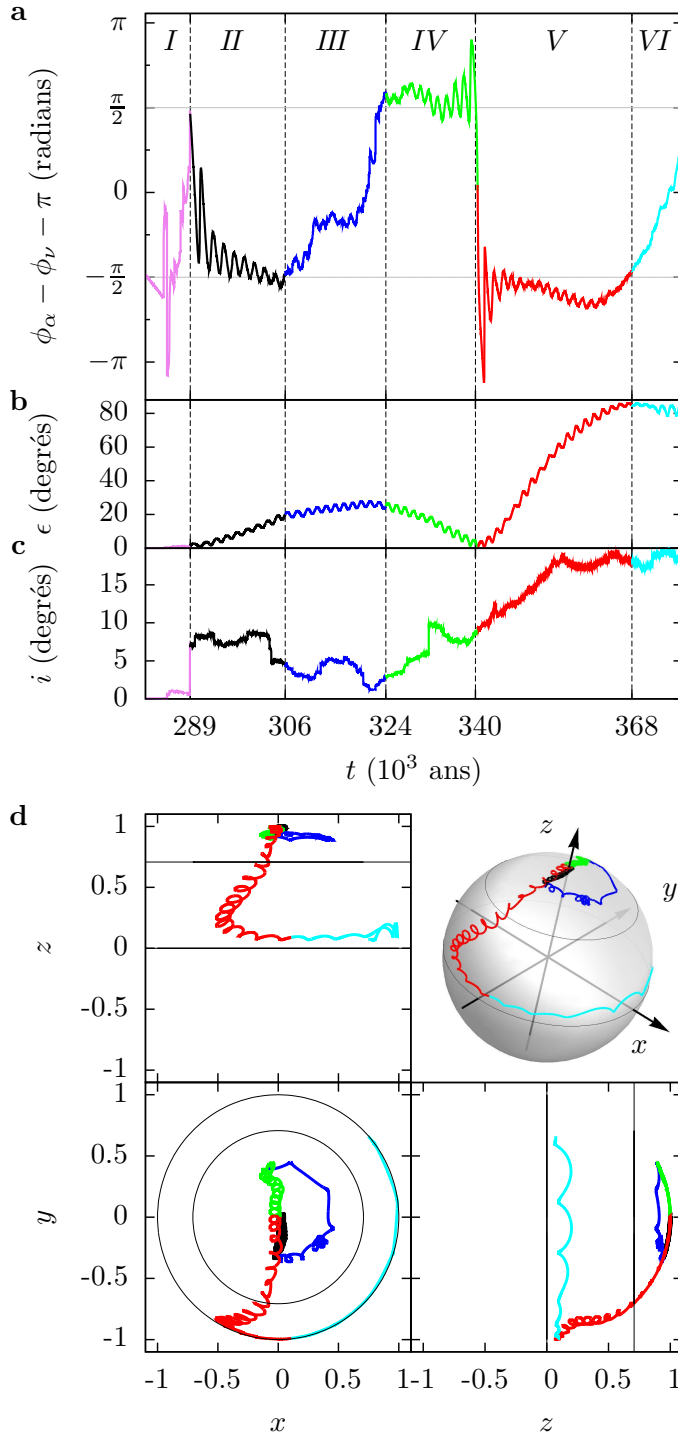 a
I II III IV V VI
π
π/2
0
−π/2
−π
ϕα − ϕν − π (radians)
b
80
60
40
20
0
ϵ (degrés)
c
15
10
5
0
i (degrés)
289 306 324 340 368
t (10³ ans)
d
1
0.5
0
-0.5
-1
z
z
y
x
1
0.5
0
-0.5
-1
y
-1 -0.5 0 0.5 1
x
-1 -0.5 0 0.5 1
z